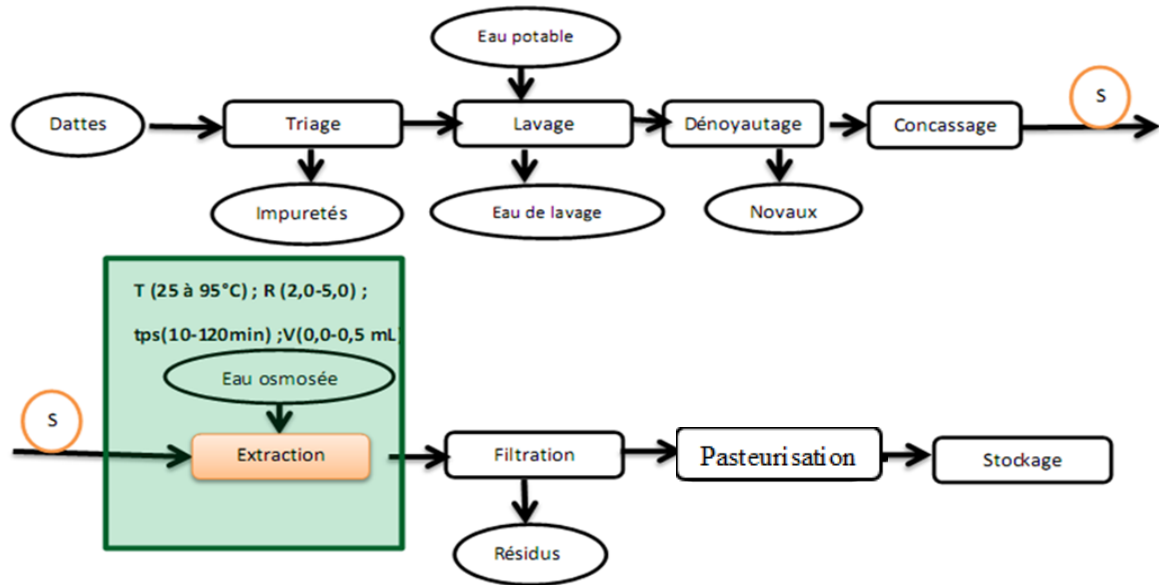 Eau potable
Dattes
Triage
Lavage
Dénoyautage
Concassage
S
Impuretés
Eau de lavage
Novaux
T (25 à 95°C) ; R (2,0-5,0) ;
tps(10-120min) ;V(0,0-0,5 mL)
Eau osmosée
S
Extraction
Filtration
Pasteurisation
Stockage
Résidus